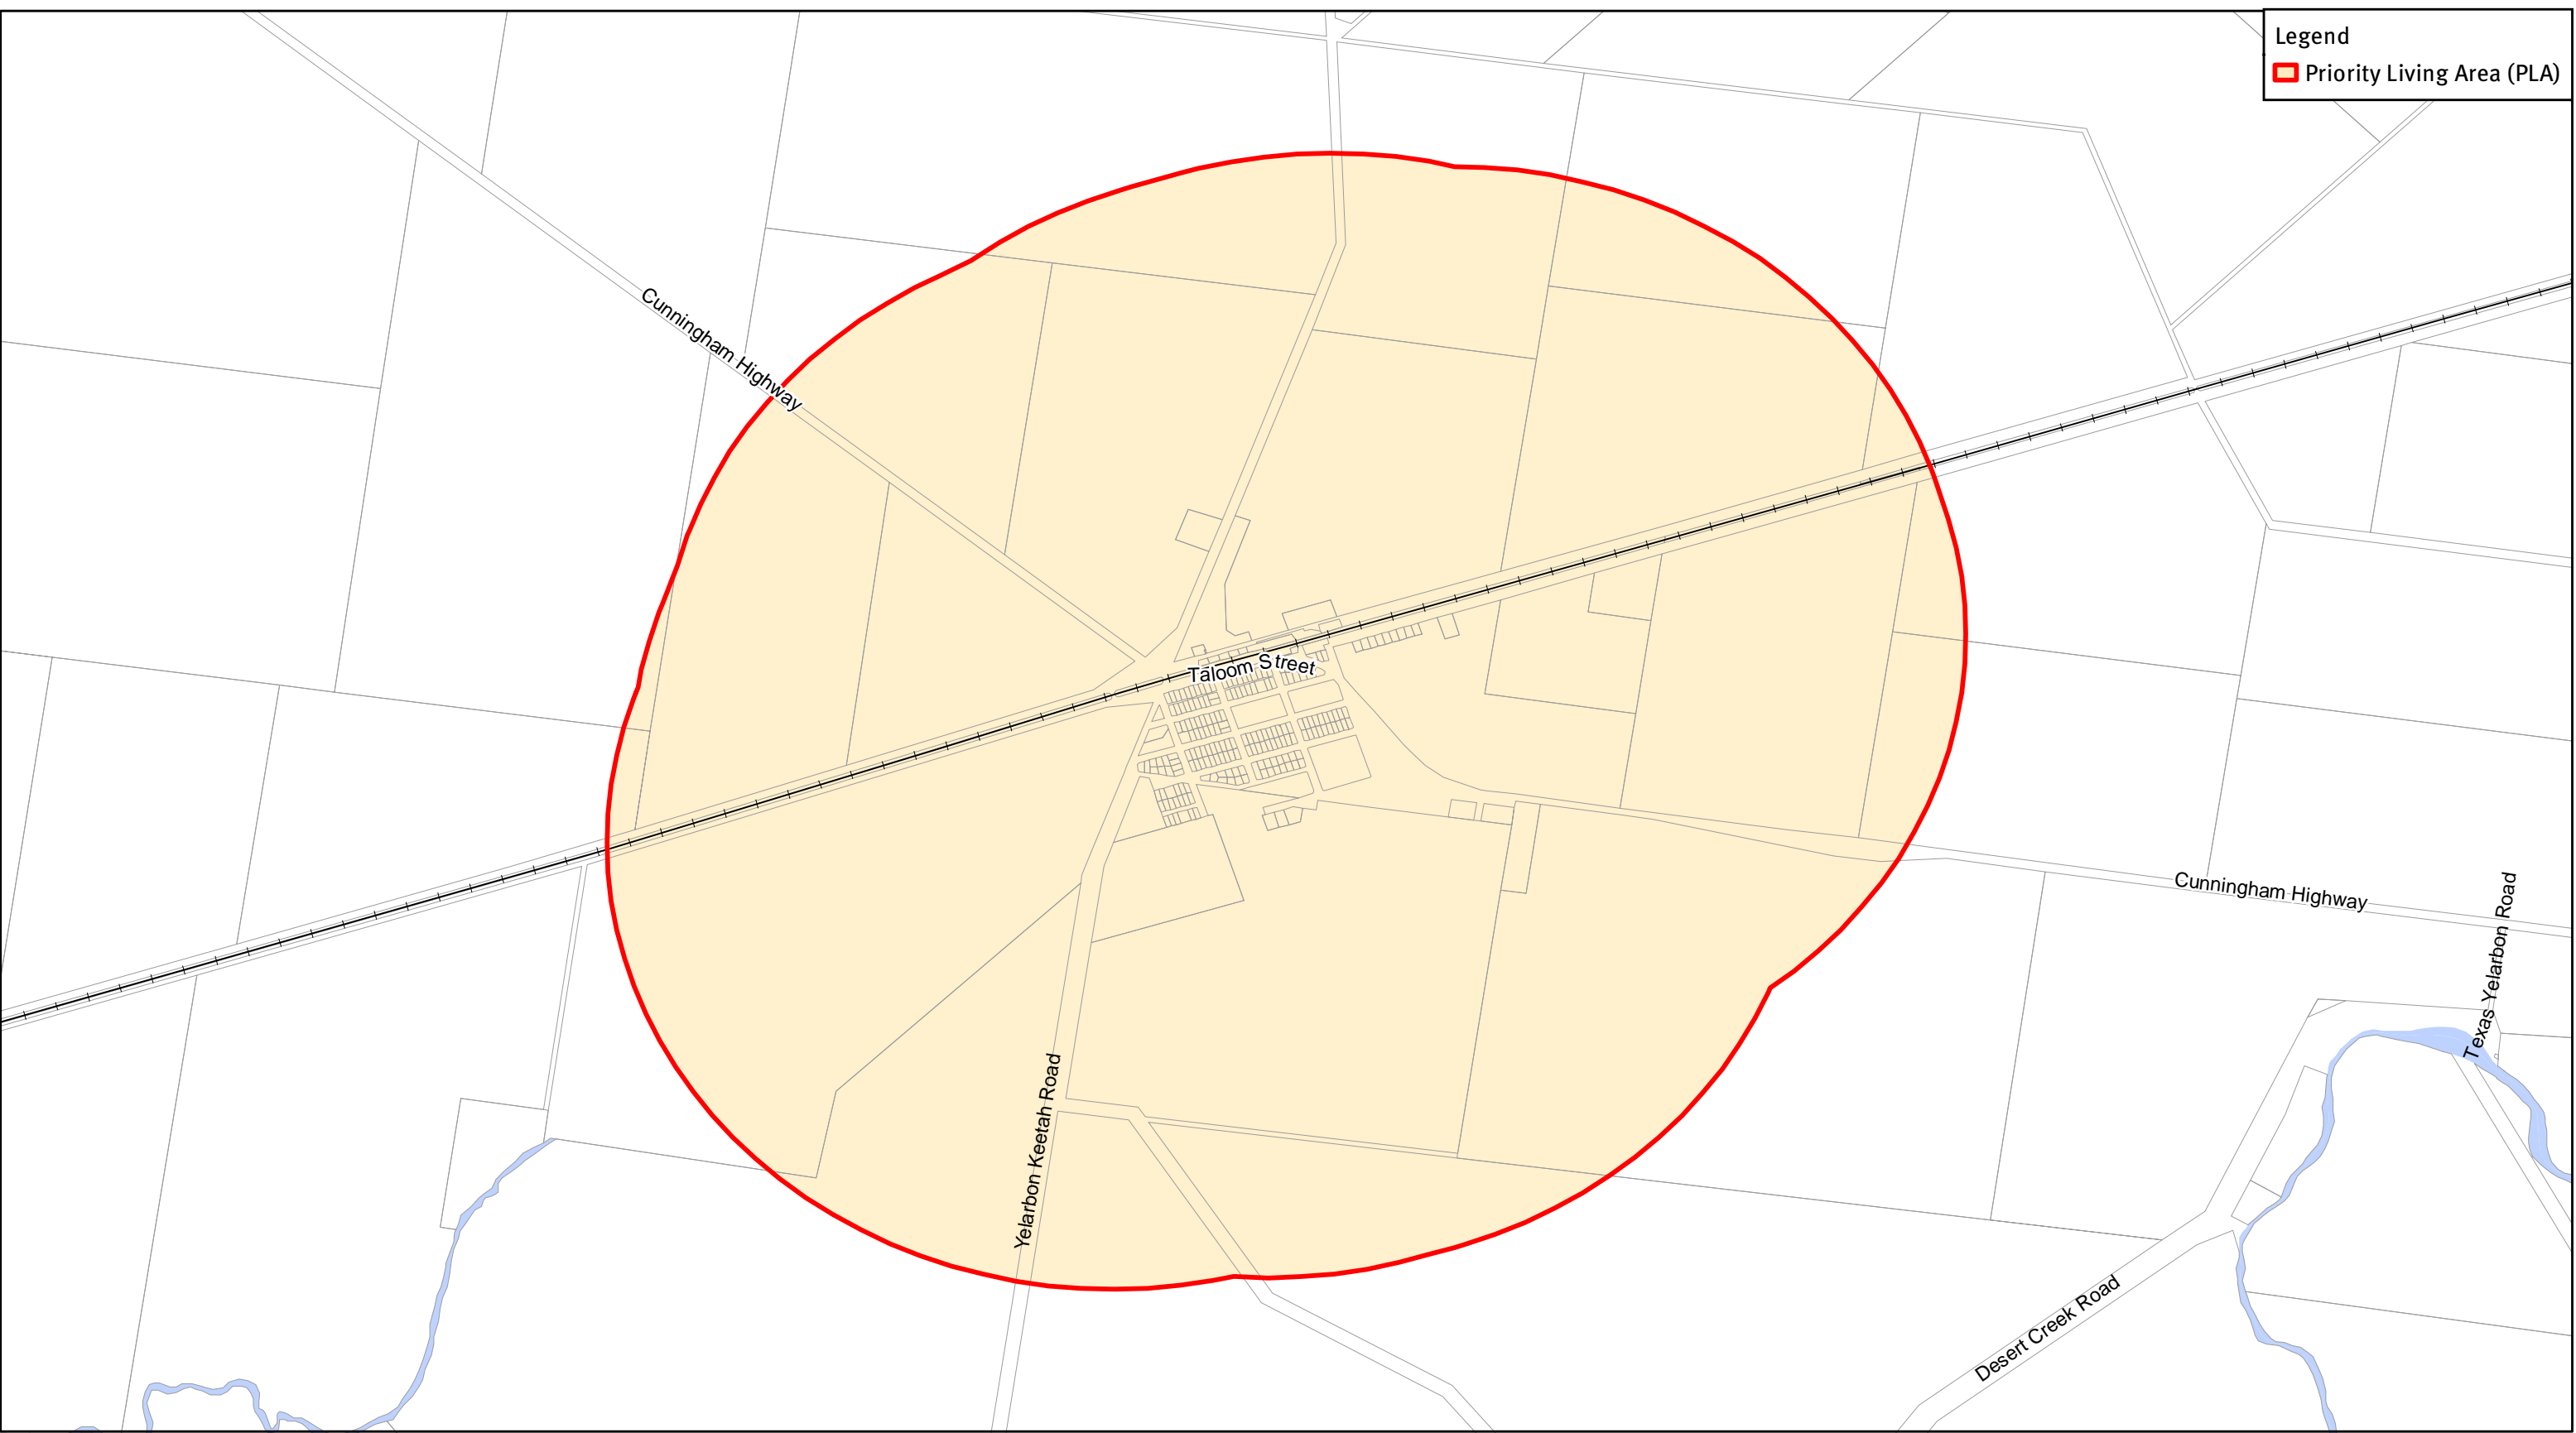 Legend
Priority Living Area (PLA)
Cunningham Highway
Taloom Street
Cunningham Highway
Texas Yelarbon Road
Yelarbon Keetah Road
Desert Creek Road